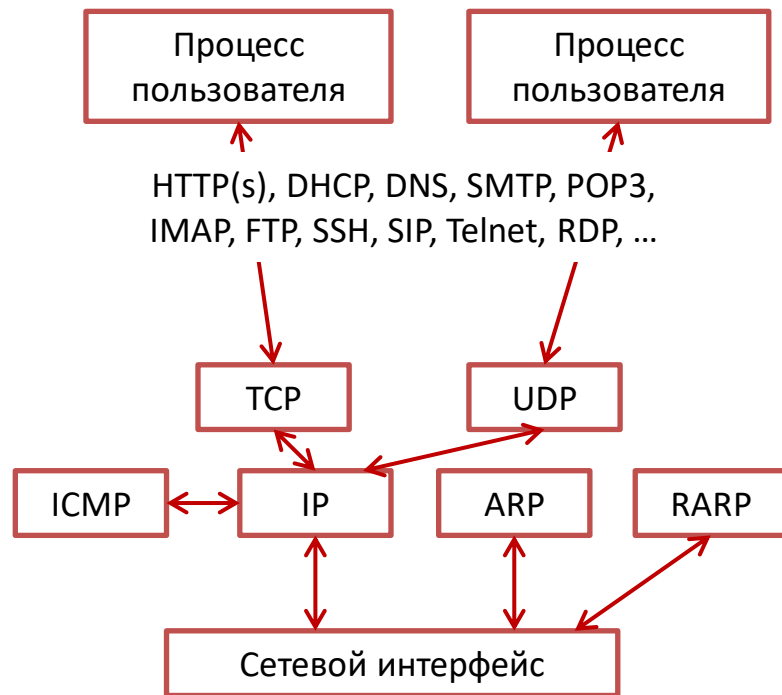 Процесс
пользователя
Процесс
пользователя
HTTP(s), DHCP, DNS, SMTP, POP3,
IMAP, FTP, SSH, SIP, Telnet, RDP, ...
TCP
UDP
ICMP
IP
ARP
RARP
Сетевой интерфейс